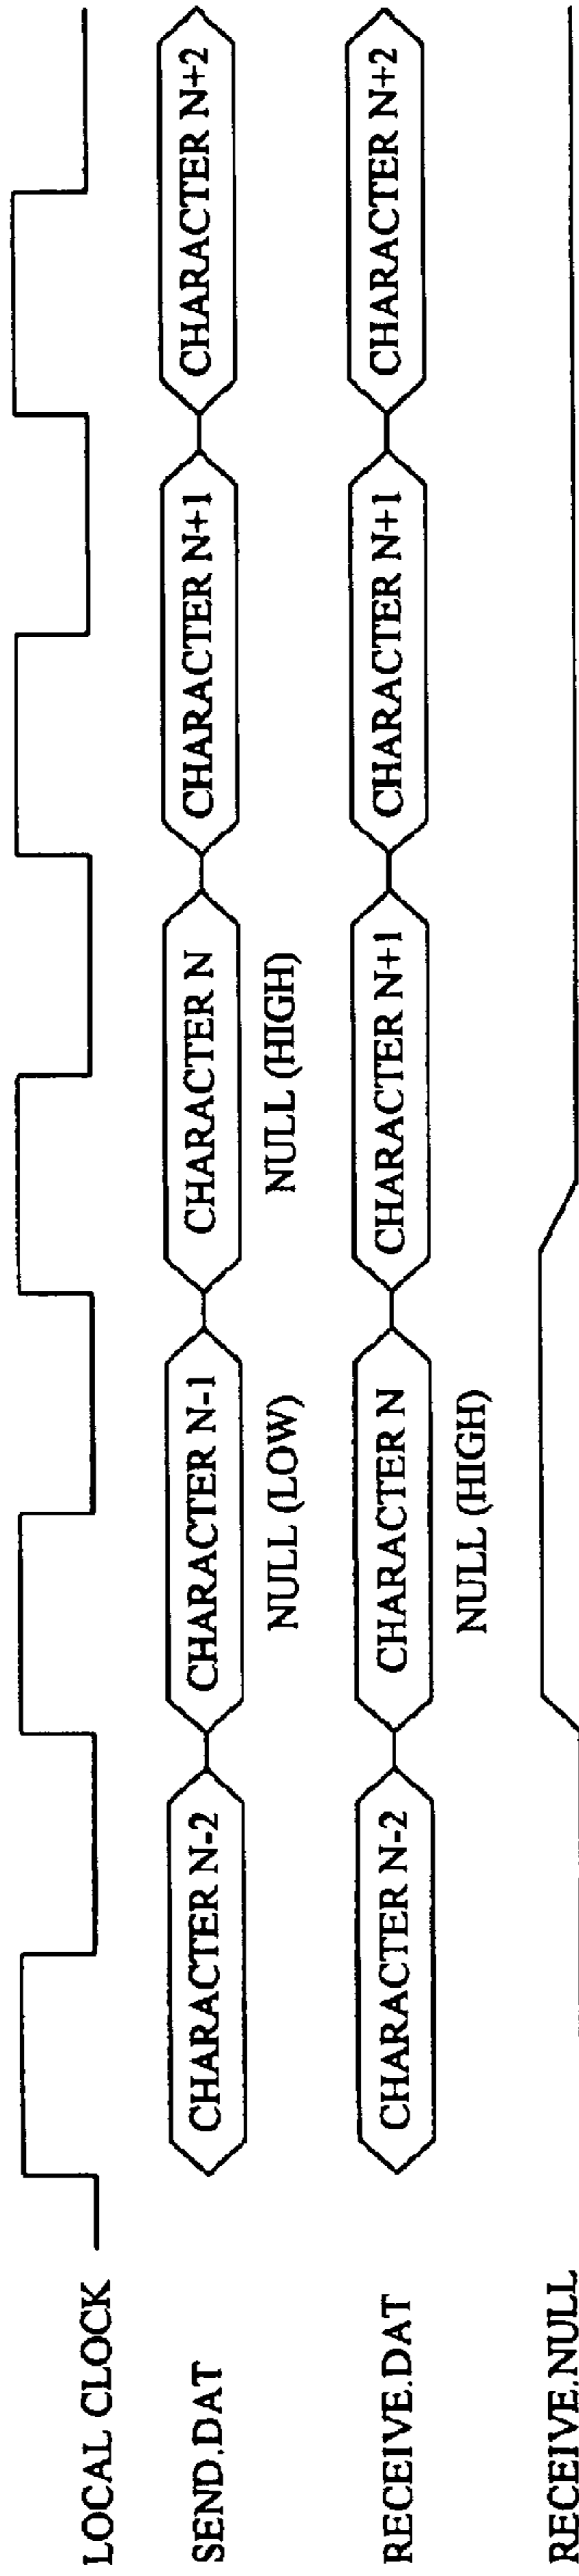 LOCAL CLOCK
SEND.DAT
CHARACTER N-2
CHARACTER N-1
CHARACTER N
CHARACTER N+1
CHARACTER N+2
NULL (LOW)
NULL (HIGH)
RECEIVE.DAT
CHARACTER N-2
CHARACTER N
CHARACTER N+1
CHARACTER N+1
CHARACTER N+2
NULL (HIGH)
RECEIVE.NULL